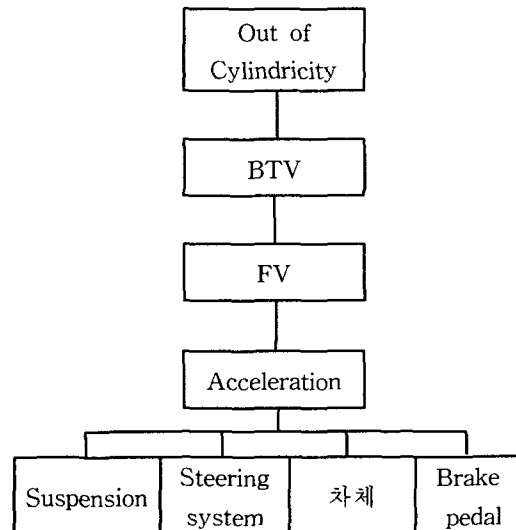 Out of
Cylindricity
BTV
FV
Acceleration
Suspension
Steering
system
차체
Brake
pedal